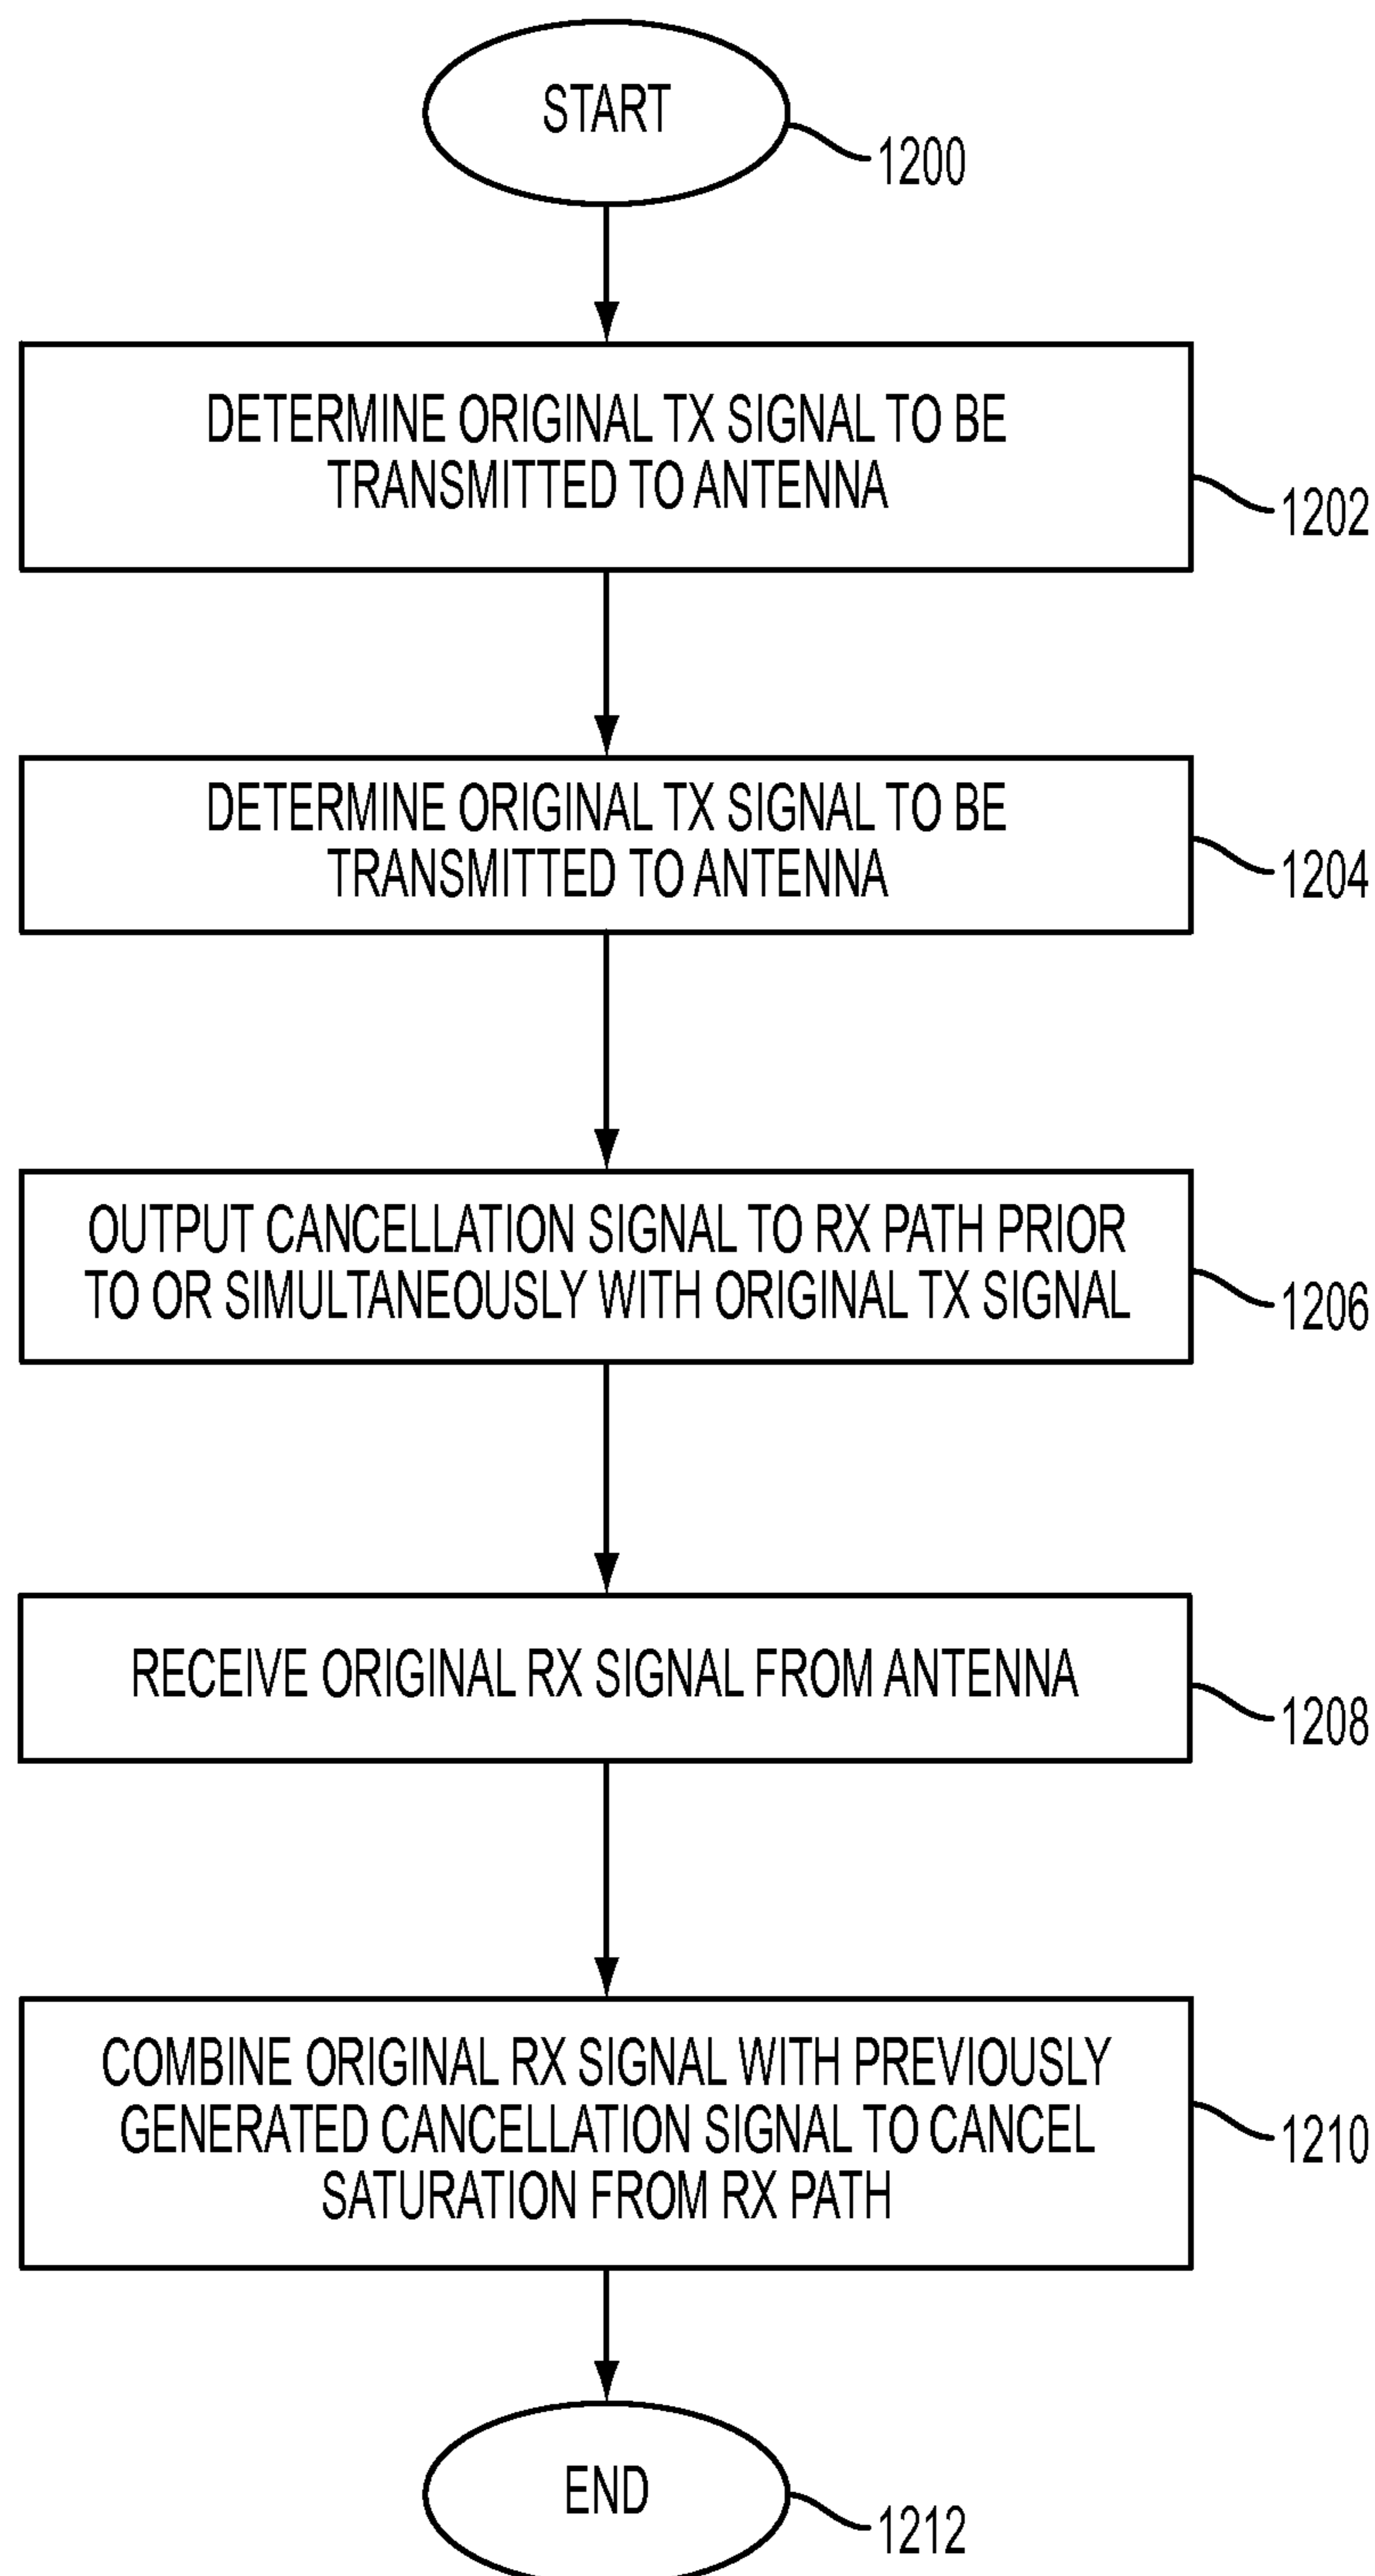 START
1200
DETERMINE ORIGINAL TX SIGNAL TO BE
TRANSMITTED TO ANTENNA
1202
DETERMINE ORIGINAL TX SIGNAL TO BE
TRANSMITTED TO ANTENNA
1204
OUTPUT CANCELLATION SIGNAL TO RX PATH PRIOR
TO OR SIMULTANEOUSLY WITH ORIGINAL TX SIGNAL
1206
RECEIVE ORIGINAL RX SIGNAL FROM ANTENNA
1208
COMBINE ORIGINAL RX SIGNAL WITH PREVIOUSLY
GENERATED CANCELLATION SIGNAL TO CANCEL
SATURATION FROM RX PATH
1210
END
1212